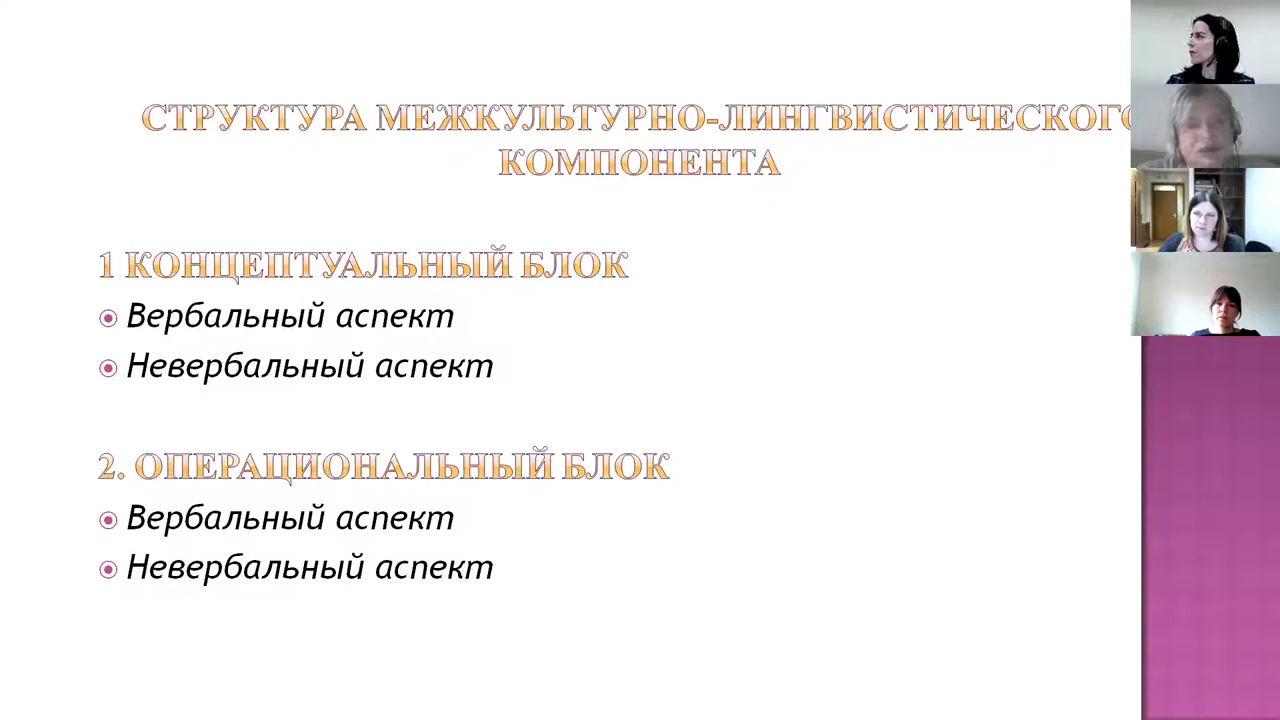 СТРУКТУРА МЕЖКУЛЬТУРНО-ЛИНГВИСТИЧЕСКОГО
КОМПОНЕНТА
1 КОНЦЕПТУАЛЬНЫЙ БЛОК
Вербальный аспект
Невербальный аспект
2. ОПЕРАЦИОНАЛЬНЫЙ БЛОК
Вербальный аспект
Невербальный аспект